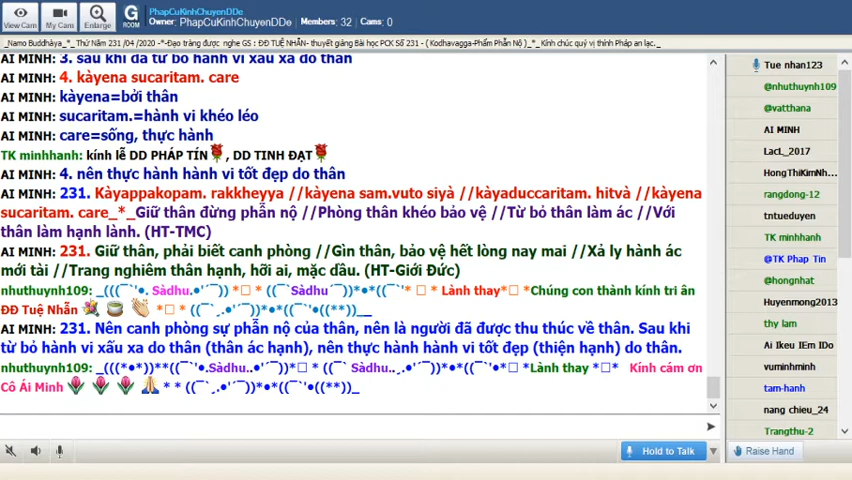 View Cam
My Cam
Enlarge
G
ROOM
PhapCuKinhChuyenDDe
Owner: PhapCuKinhChuyenDDe Members: 32 Cams: 0
_Namo Buddhàya_*_ Thứ Năm 231 /04 /2020 -*-Đạo tràng được nghe GS : ĐĐ TUỆ NHẪN- thuyết giảng Bài học PCK Số 231 - ( Kodhavagga-Phẩm Phẫn Nộ )_*_ Kính chúc quý vị thính Pháp an lạc._
AI MINH: 3. sau khi đã từ bỏ hành vi xấu xa do thân
AI MINH: 4. kàyena sucaritam. care
kàyena=bởi thân
AI MINH:
sucaritam.=hành vi khéo léo
AI MINH:
care=sống, thực hành
AI MINH:
TK minhhanh: kính lễ DD PHÁP TÍN🌹, DD TINH ĐẠT🌹
AI MINH: 4. nên thực hành hành vi tốt đẹp do thân
AI MINH: 231. Kàyappakopam. rakkheyya //kàyena sam.vuto siyà //kàyaduccaritam. hitvà //kàyena
sucaritam. care_*_Giữ thân đừng phẫn nộ //Phòng thân khéo bảo vệ //Từ bỏ thân làm ác //Với
thân làm hạnh lành. (HT-TMC)
AI MINH: 231. Giữ thân, phải biết canh phòng //Gìn thân, bảo vệ hết lòng nay mai //Xả ly hành ác
mới tài //Trang nghiêm thân hạnh, hỡi ai, mặc dầu. (HT-Giới Đức)
nhuthuynh109: _(((¯`'•. Sàdhu.•'´¯)) *□ * ((¯`'•.Sàdhu´¯))*•*((¯`'*□ *□ * Lành thay*□ *Chúng con thành kính tri ân
ĐĐ Tuệ Nhẫn 💐 🍵 👏 *□ * ((¯`¸.•'´¯))*•*((¯`'•((**))_
AI MINH: 231. Nên canh phòng sự phẫn nộ của thân, nên là người đã được thu thúc về thân. Sau khi
từ bỏ hành vi xấu xa do thân (thân ác hạnh), nên thực hành hành vi tốt đẹp (thiện hạnh) do thân.
nhuthuynh109: _(((*•*))**((¯`'•.Sàdhu..•'´¯))*□ * ((¯` Sàdhu..¸.•'´¯))*•*((¯`'•*□ *Lành thay *□* Kính cám ơn
Cô Ái Minh 🌷 🌷 🌷 🙏 * * ((¯`¸.•'´¯))*•*((¯`'•((**))_
Tue nhan123
@nhuthuynh109
@vatthana
AI MINH
LacL_2017
HongThiKimNh...
rangdong-12
tntueduyen
TK minhhanh
@TK Phap Tin
@hongnhat
Huyenmong2013
thy lam
Ai Ikeu IEm IDo
vuminhminh
tam-hanh
nang chieu_24
Trangthu-2
Hold to Talk
Raise Hand